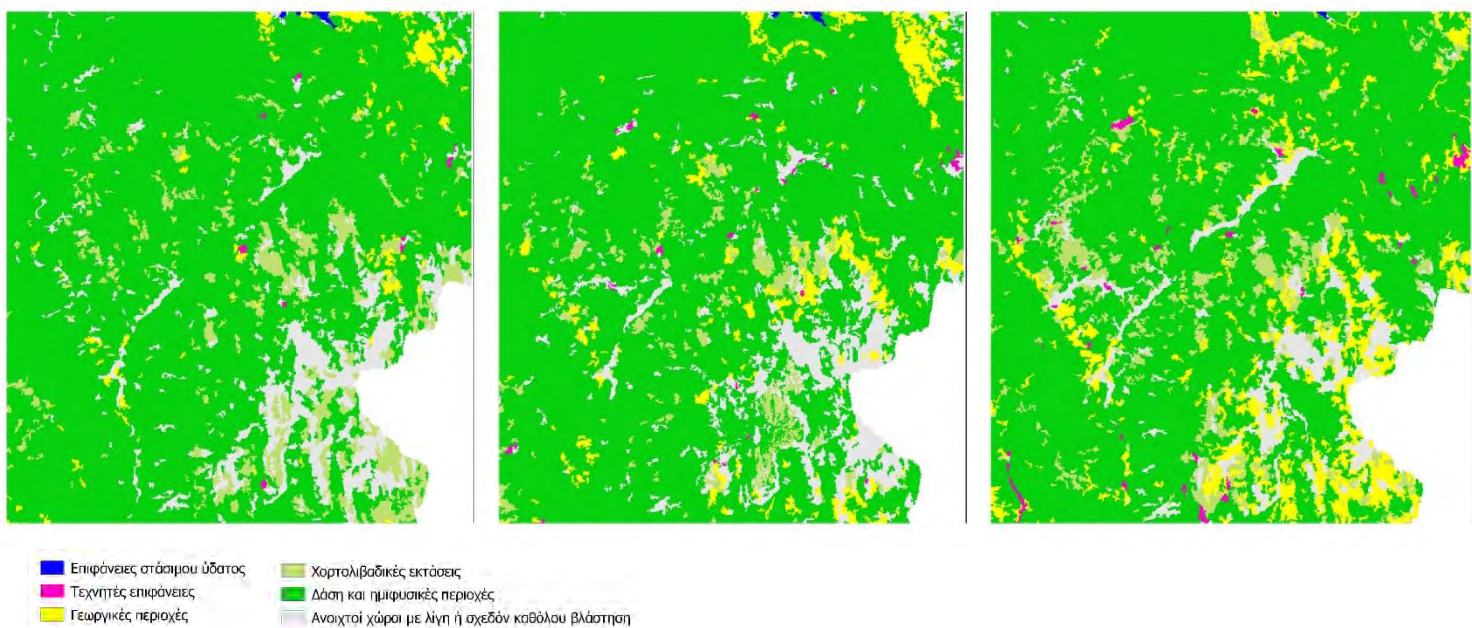 Επιφάνειες στάσιμου ύδατος
Τεχνητές επιφάνειες
Γεωργικές περιοχές
Χορτολιβαδικές εκτάσεις
Δάση και ημιφυσικές περιοχές
Ανοιχτοί χώροι με λίγη ή σχεδόν καθόλου βλάστηση